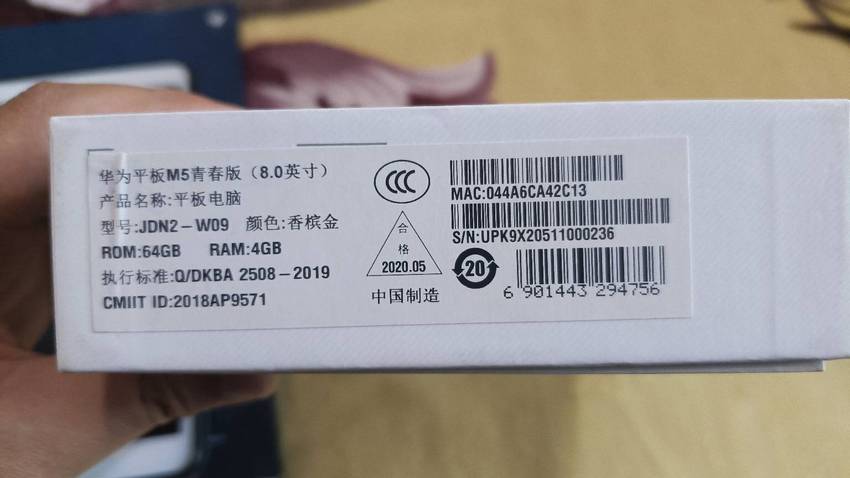 华为平板M5青春版（8.0英寸）
产品名称:平板电脑
型号:JDN2-W09 颜色:香槟金
ROM:64GB RAM:4GB
执行标准:Q/DKBA 2508-2019
CMIIT ID:2018AP9571
CCC
合
格
2020.05
中国制造
MAC:044A6CA42C13
S/N:UPK9X20511000236
20
6 901443 294756